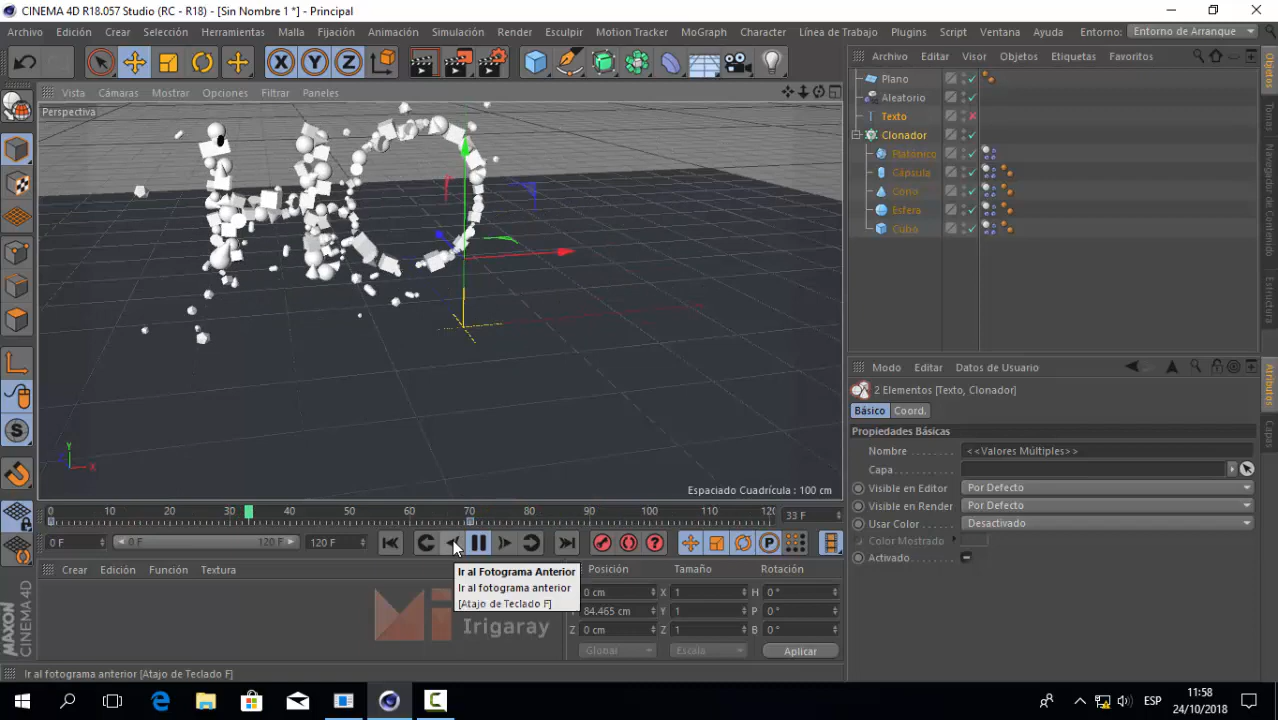 CINEMA 4D R18.057 Studio (RC - R18) - [Sin Nombre 1 *] - Principal
Archivo Edición Crear Selección Herramientas Malla Fijación Animación Simulación Render Esculpir Motion Tracker MoGraph Character Línea de Trabajo Plugins Script Ventana Ayuda Entorno: Entorno de Arranque
X Y Z
Vista Cámaras Mostrar Opciones Filtrar Paneles
Perspectiva
Y
X
Z
Espaciado Cuadrícula : 100 cm
0 10 20 30 40 50 60 70 80 90 100 110 120
33 F
0 F
0 F
120 F
120 F
P
Ir al Fotograma Anterior
Ir al fotograma anterior
[Atajo de Teclado F]
Crear Edición Función Textura
Irigaray
MAXON CINEMA 4D
Posición Tamaño Rotación
0 cm X 1 H 0 °
84.465 cm Y 1 P 0 °
Z 0 cm Z 1 B 0 °
Global Escala Aplicar
Archivo Editar Visor Objetos Etiquetas Favoritos
Plano
Aleatorio
Texto
Clonador
Platónico
Cápsula
Cono
Esfera
Cubo
Objetos
Tomas
Navegador de Contenido
Estructura
Modo Editar Datos de Usuario
2 Elementos [Texto, Clonador]
Básico Coord.
Propiedades Básicas
Nombre <<Valores Múltiples>>
Capa
Visible en Editor Por Defecto
Visible en Render Por Defecto
Usar Color Desactivado
Color Mostrado
Activado
Atributos
Capas
Ir al fotograma anterior [Atajo de Teclado F]
ESP
11:58
24/10/2018